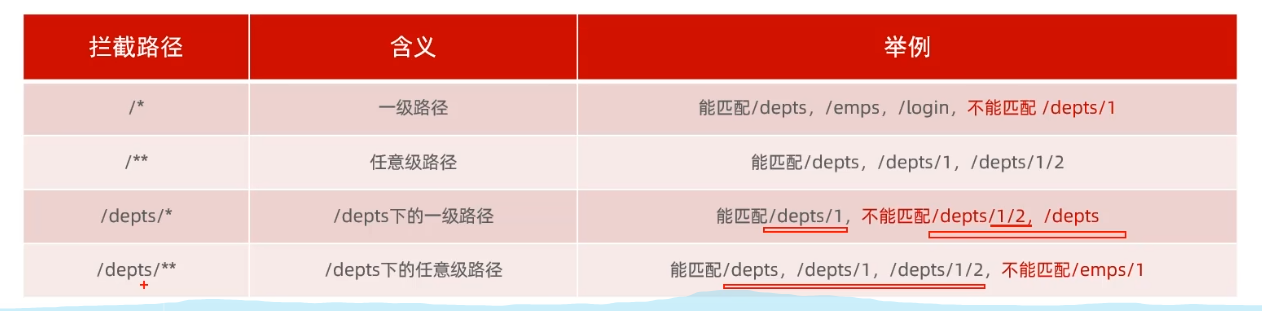 拦截路径 含义 举例
/* 一级路径 能匹配/depts，/emps，/login，不能匹配 /depts/1
/** 任意级路径 能匹配/depts，/depts/1，/depts/1/2
/depts/* /depts下的一级路径 能匹配/depts/1，不能匹配/depts/1/2，/depts
/depts/** /depts下的任意级路径 能匹配/depts，/depts/1，/depts/1/2，不能匹配/emps/1